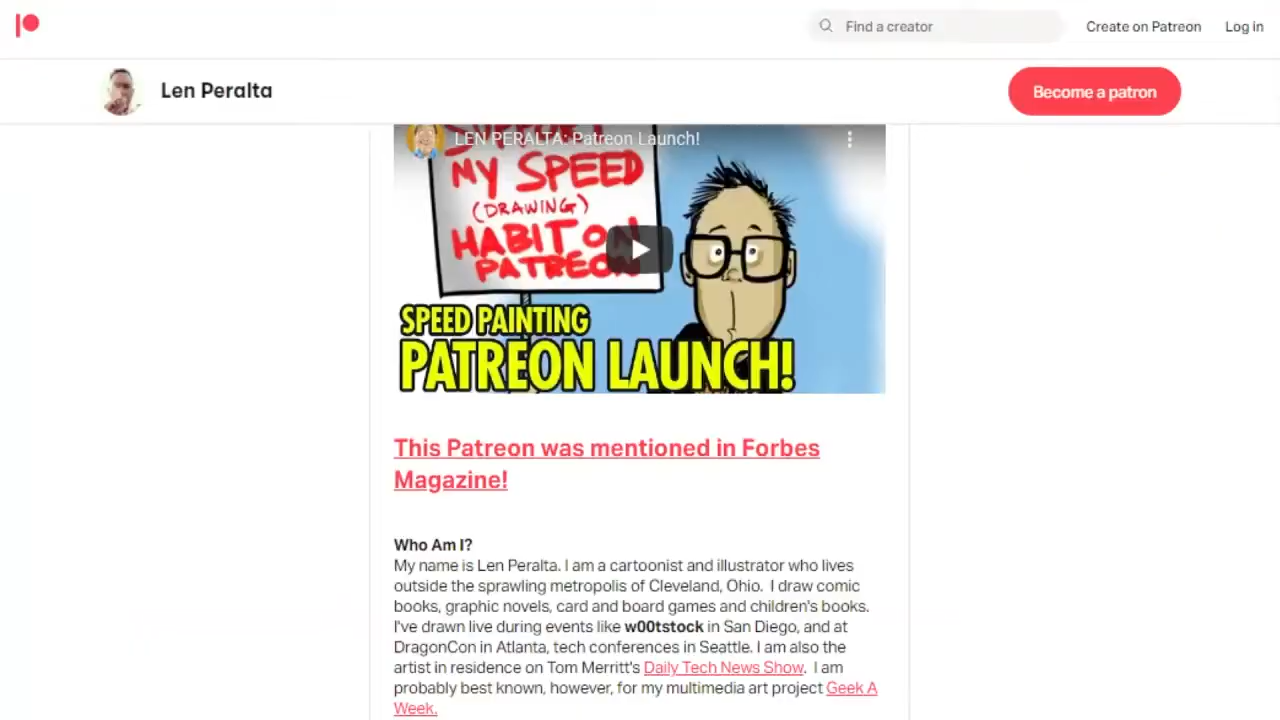 Find a creator
Create on Patreon
Log in
Len Peralta
Become a patron
LEN PERALTA: Patreon Launch!
SUPPORT
MY SPEED
(DRAWING)
HABIT ON
PATREON
SPEED PAINTING
PATREON LAUNCH!
This Patreon was mentioned in Forbes
Magazine!
Who Am I?
My name is Len Peralta. I am a cartoonist and illustrator who lives
outside the sprawling metropolis of Cleveland, Ohio. I draw comic
books, graphic novels, card and board games and children's books.
I've drawn live during events like w00tstock in San Diego, and at
DragonCon in Atlanta, tech conferences in Seattle. I am also the
artist in residence on Tom Merritt's Daily Tech News Show. I am
probably best known, however, for my multimedia art project Geek A
Week.